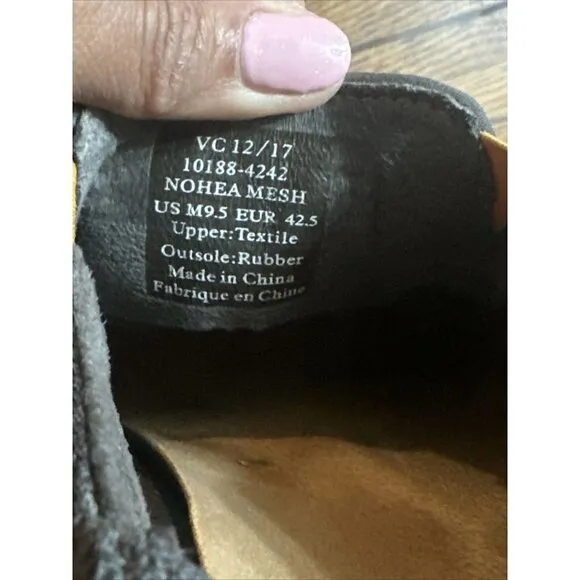 VC 12/17
10188-4242
NOHEA MESH
US M9.5 EUR 42.5
Upper:Textile
Outsole:Rubber
Made in China
Fabrique en Chine